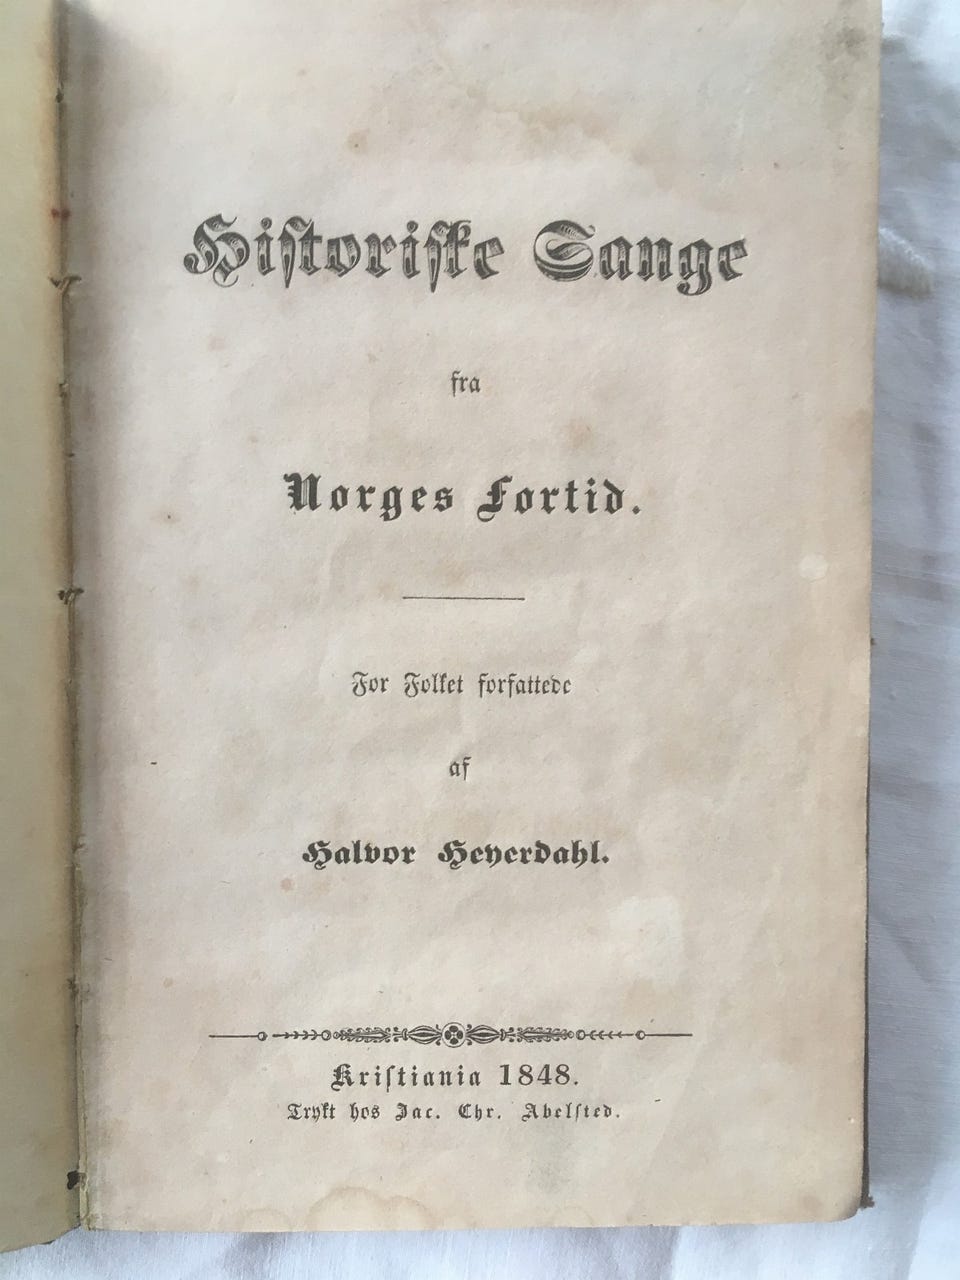 Historiske Sange
fra
Norges Fortid.
For Folket forfattede
af
Halvor Heyerdahl.
Kristiania 1848.
Trykt hos Jac. Chr. Abelsted.